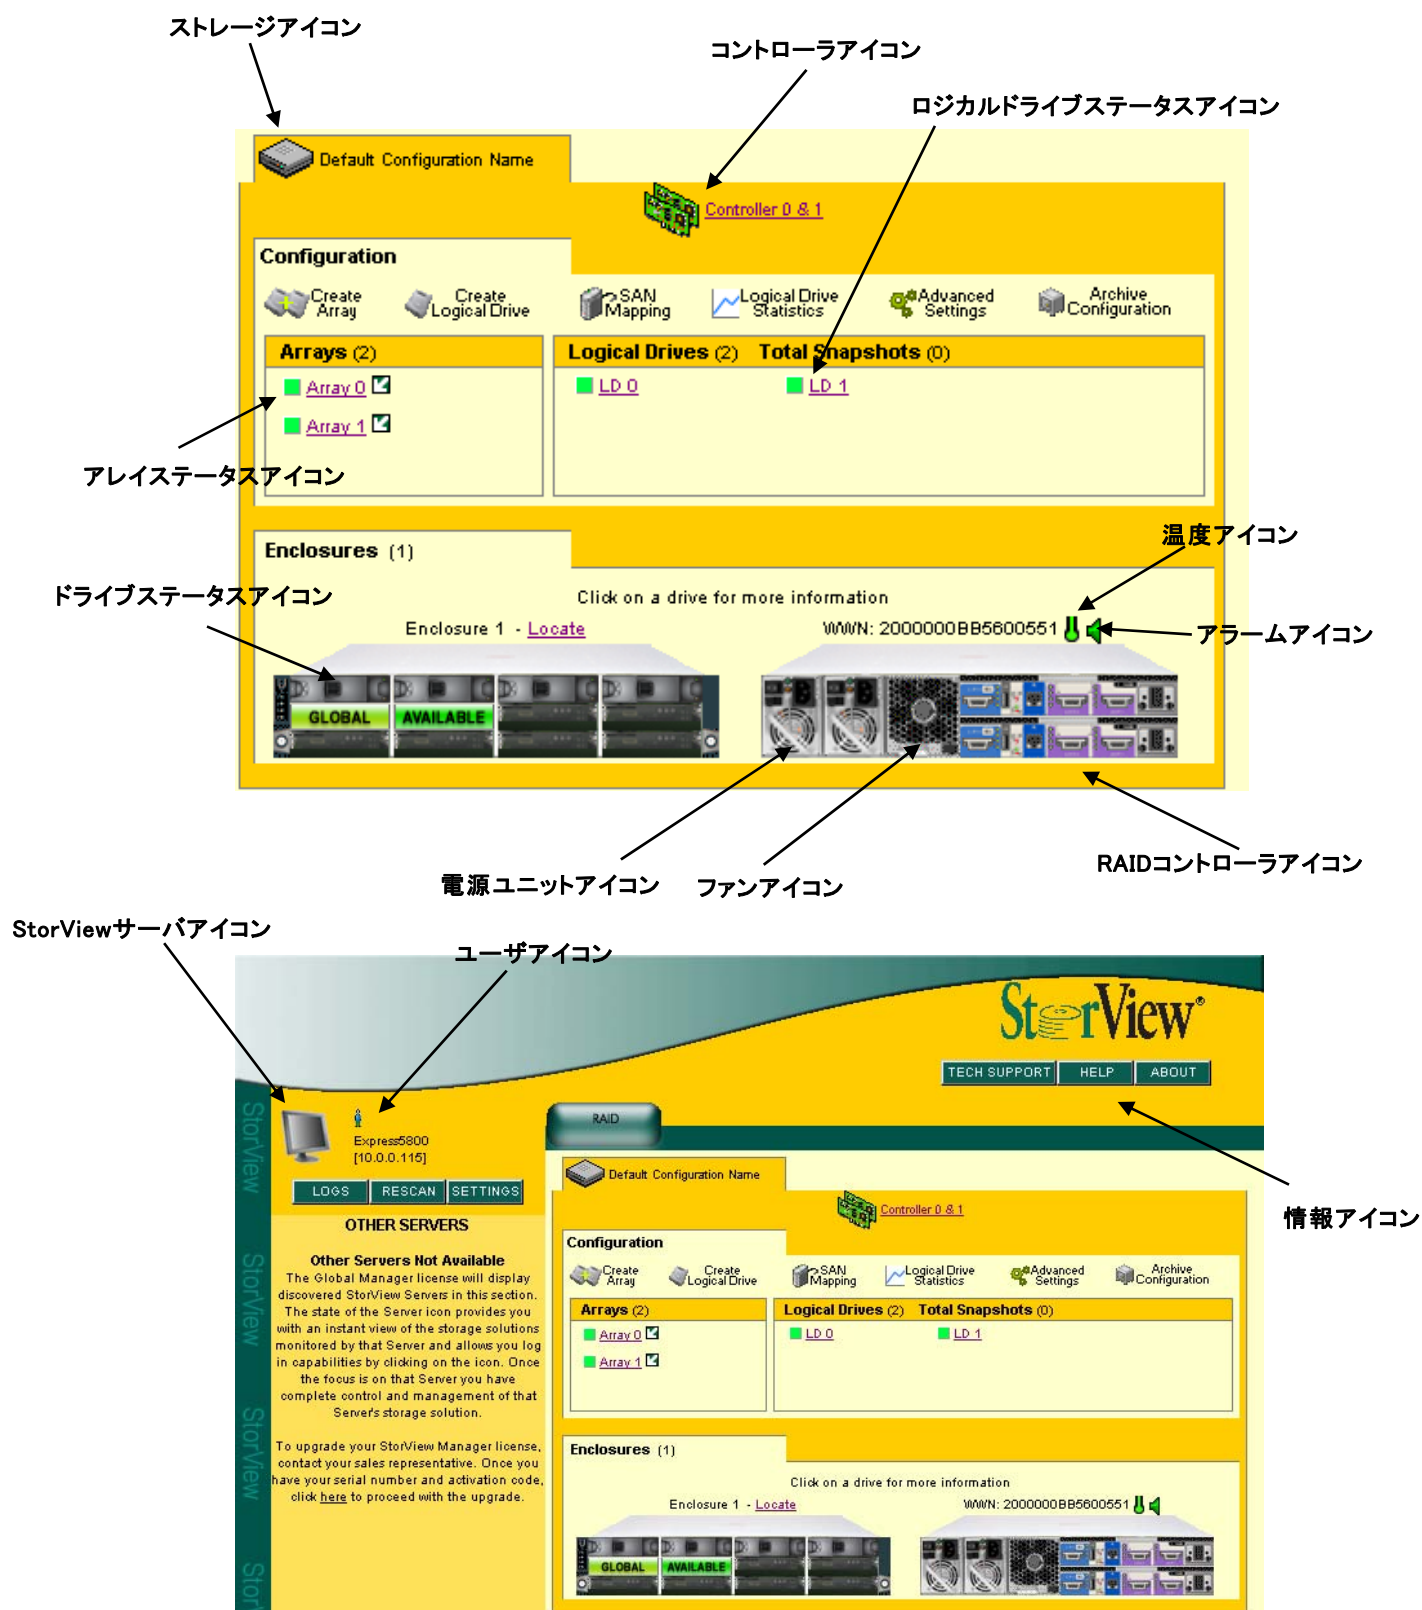 ストレージアイコン
コントローラアイコン
ロジカルドライブステータスアイコン
Default Configuration Name
Controller 0 & 1
Configuration
Create Array
Create Logical Drive
SAN Mapping
Logical Drive Statistics
Advanced Settings
Archive Configuration
Arrays (2)
Logical Drives (2) Total Snapshots (0)
Array 0
LD 0
LD 1
Array 1
アレイステータスアイコン
温度アイコン
Enclosures (1)
ドライブステータスアイコン
Click on a drive for more information
Enclosure 1 - Locate
WWN: 2000000BB5600551
アラームアイコン
GLOBAL
AVAILABLE
RAIDコントローラアイコン
電源ユニットアイコン
ファンアイコン
StorViewサーバアイコン
ユーザアイコン
StorView®
TECH SUPPORT
HELP
ABOUT
StorView
StorView
StorView
Stor
RAID
Express5800
[10.0.0.115]
LOGS
RESCAN
SETTINGS
情報アイコン
OTHER SERVERS
Other Servers Not Available
The Global Manager license will display
discovered StorView Servers in this section.
The state of the Server icon provides you
with an instant view of the storage solutions
monitored by that Server and allows you log
in capabilities by clicking on the icon. Once
the focus is on that Server you have
complete control and management of that
Server's storage solution.
To upgrade your StorView Manager license,
contact your sales representative. Once you
have your serial number and activation code,
click here to proceed with the upgrade.
Default Configuration Name
Controller 0 & 1
Configuration
Create Array
Create Logical Drive
SAN Mapping
Logical Drive Statistics
Advanced Settings
Archive Configuration
Arrays (2)
Logical Drives (2) Total Snapshots (0)
Array 0
LD 0
LD 1
Array 1
Enclosures (1)
Click on a drive for more information
Enclosure 1 - Locate
WWN: 2000000BB5600551
GLOBAL
AVAILABLE